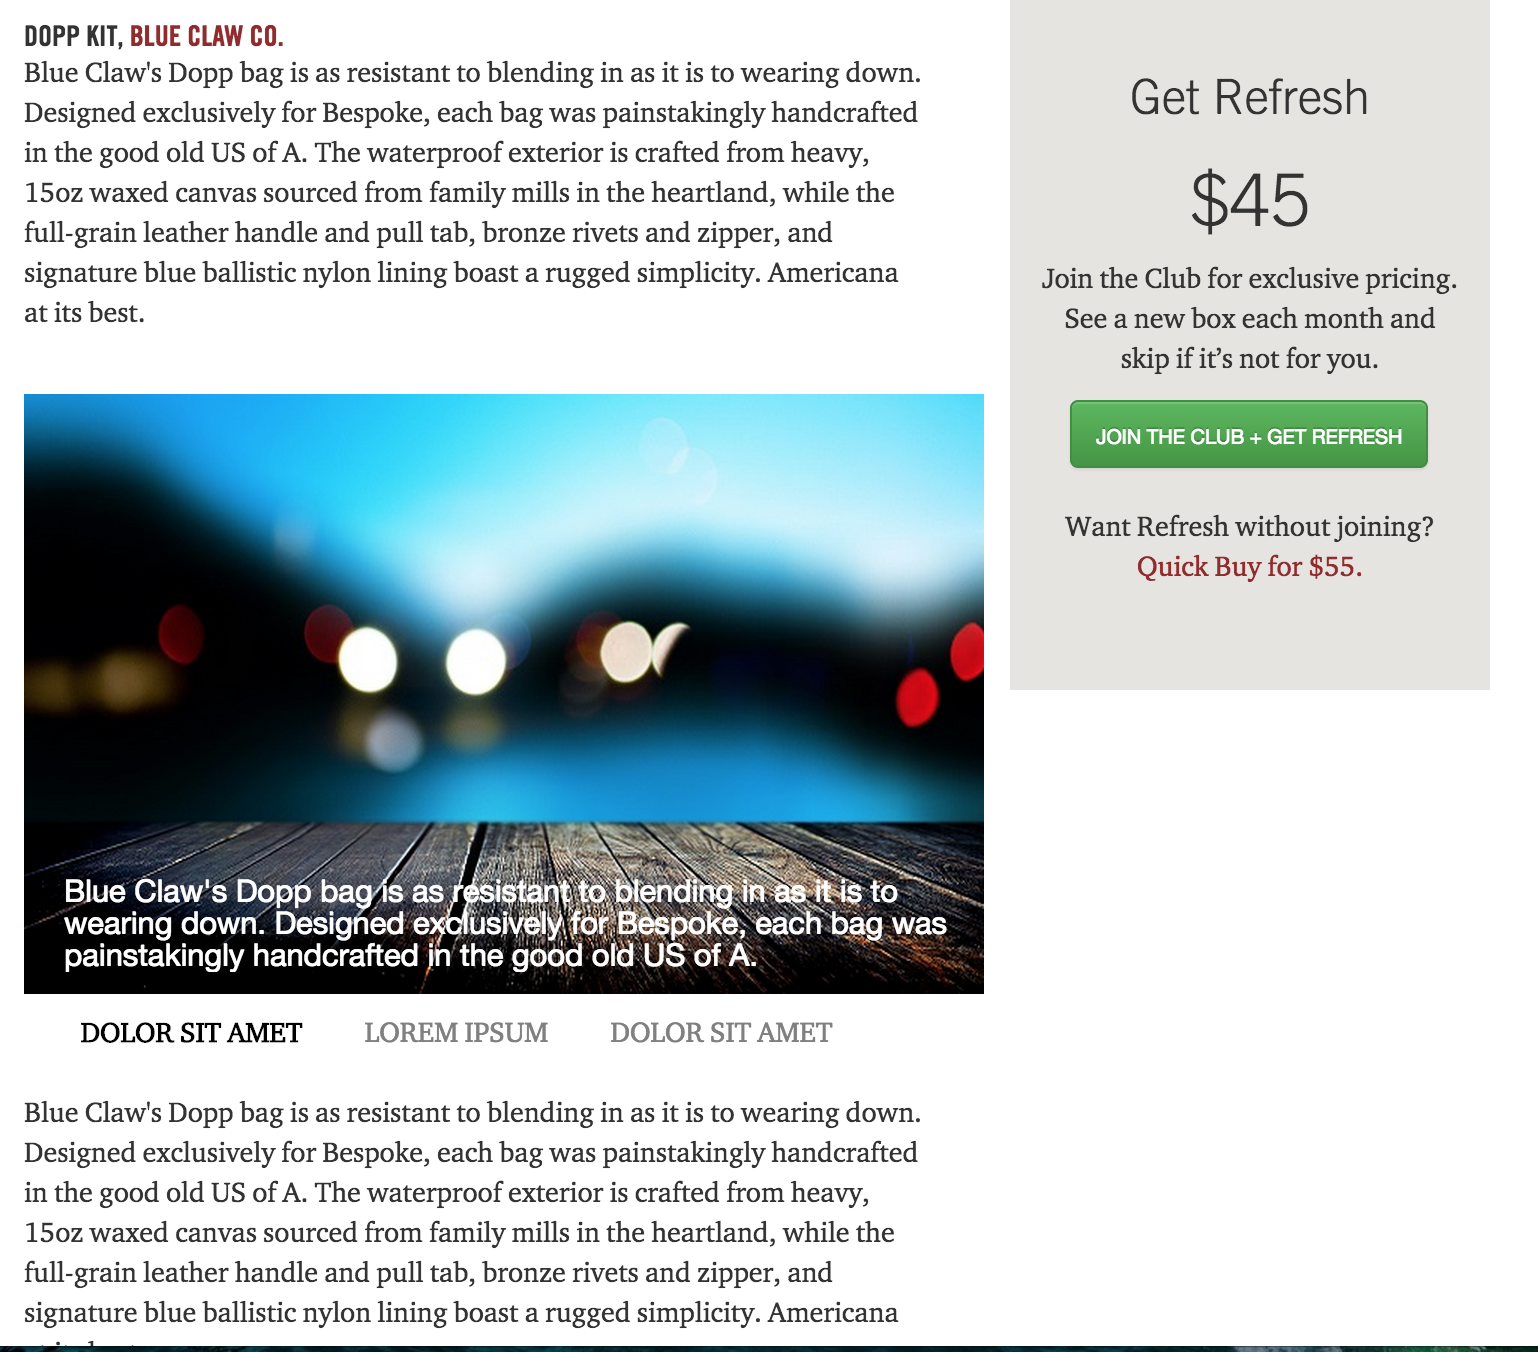 DOPP KIT, BLUE CLAW CO.
Blue Claw's Dopp bag is as resistant to blending in as it is to wearing down.
Designed exclusively for Bespoke, each bag was painstakingly handcrafted
in the good old US of A. The waterproof exterior is crafted from heavy,
15oz waxed canvas sourced from family mills in the heartland, while the
full-grain leather handle and pull tab, bronze rivets and zipper, and
signature blue ballistic nylon lining boast a rugged simplicity. Americana
at its best.
Blue Claw's Dopp bag is as resistant to blending in as it is to
wearing down. Designed exclusively for Bespoke, each bag was
painstakingly handcrafted in the good old US of A.
DOLOR SIT AMET LOREM IPSUM DOLOR SIT AMET
Blue Claw's Dopp bag is as resistant to blending in as it is to wearing down.
Designed exclusively for Bespoke, each bag was painstakingly handcrafted
in the good old US of A. The waterproof exterior is crafted from heavy,
15oz waxed canvas sourced from family mills in the heartland, while the
full-grain leather handle and pull tab, bronze rivets and zipper, and
signature blue ballistic nylon lining boast a rugged simplicity. Americana
Get Refresh
$45
Join the Club for exclusive pricing.
See a new box each month and
skip if it’s not for you.
JOIN THE CLUB + GET REFRESH
Want Refresh without joining?
Quick Buy for $55.